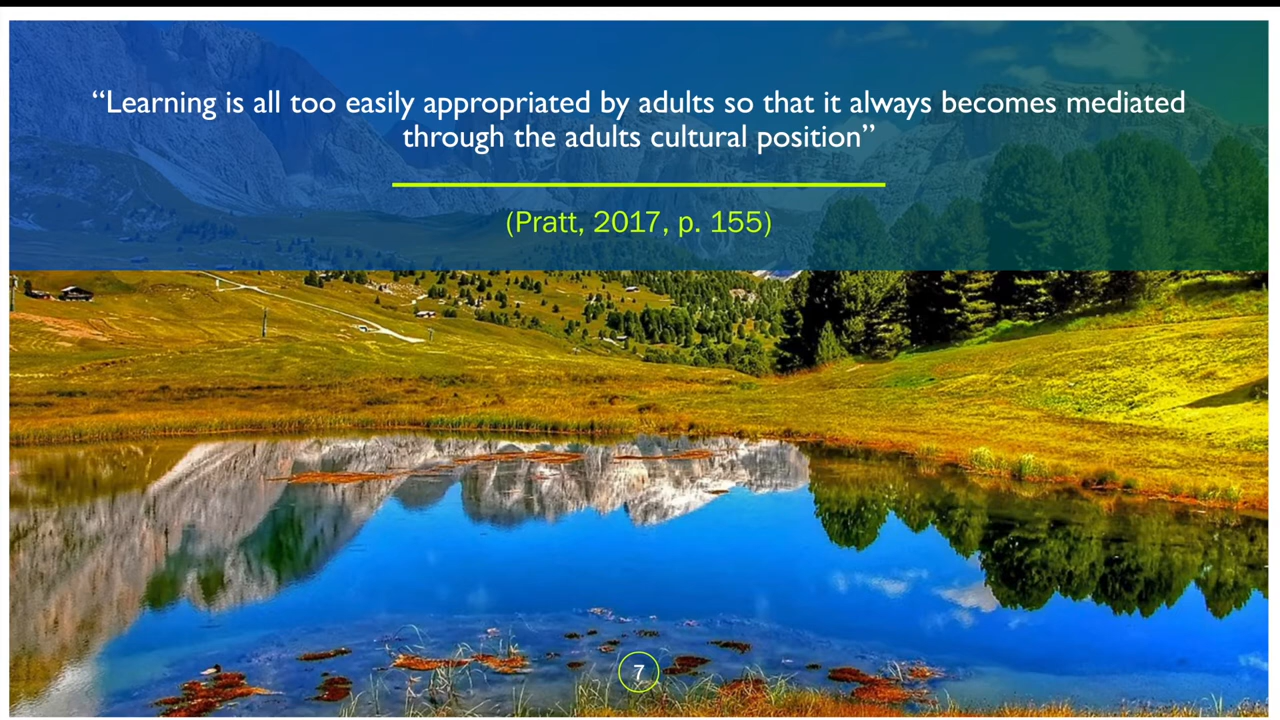 “Learning is all too easily appropriated by adults so that it always becomes mediated
through the adults cultural position”
(Pratt, 2017, p. 155)
7